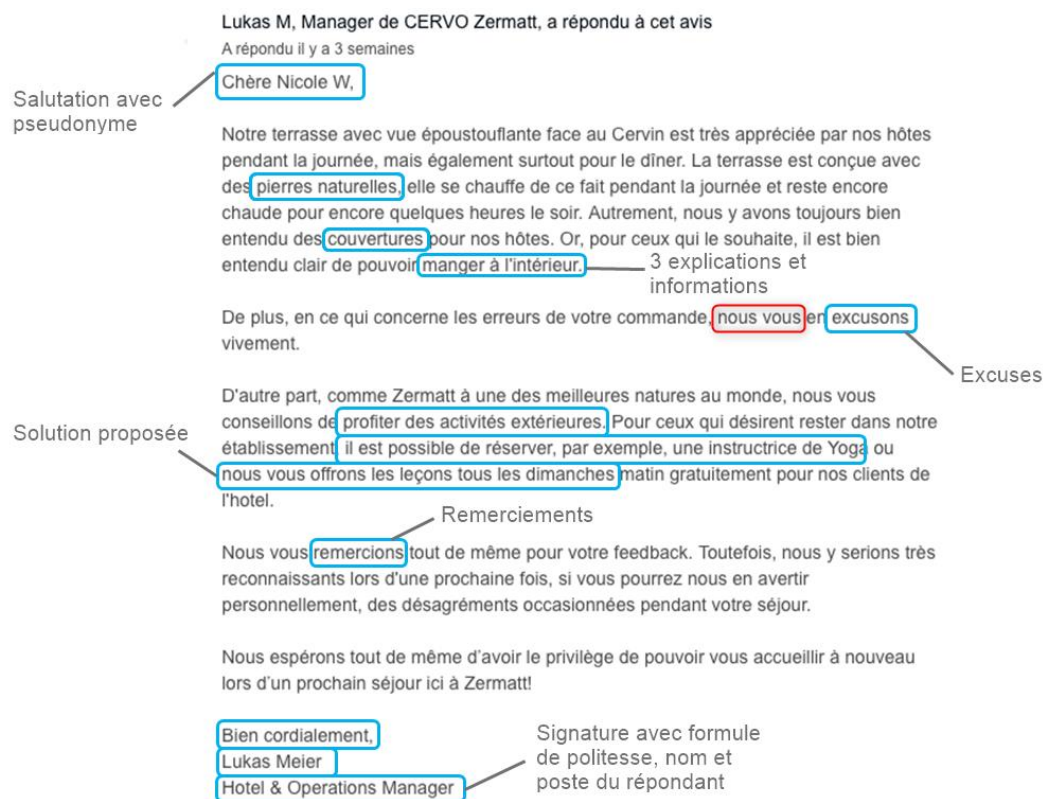 Lukas M, Manager de CERVO Zermatt, a répondu à cet avis
A répondu il y a 3 semaines
Chère Nicole W,
Salutation avec
pseudonyme
Notre terrasse avec vue époustouflante face au Cervin est très appréciée par nos hôtes
pendant la journée, mais également surtout pour le dîner. La terrasse est conçue avec
des pierres naturelles, elle se chauffe de ce fait pendant la journée et reste encore
chaude pour encore quelques heures le soir. Autrement, nous y avons toujours bien
entendu des couvertures pour nos hôtes. Or, pour ceux qui le souhaite, il est bien
entendu clair de pouvoir manger à l'intérieur.
3 explications et
informations
De plus, en ce qui concerne les erreurs de votre commande, nous vous en excusons
vivement.
Excuses
D'autre part, comme Zermatt à une des meilleures natures au monde, nous vous
conseillons de profiter des activités extérieures. Pour ceux qui désirent rester dans notre
Solution proposée
établissement il est possible de réserver, par exemple, une instructrice de Yoga ou
nous vous offrons les leçons tous les dimanches matin gratuitement pour nos clients de
l'hotel.
Remerciements
Nous vous remercions tout de même pour votre feedback. Toutefois, nous y serions très
reconnaissants lors d'une prochaine fois, si vous pourrez nous en avertir
personnellement, des désagréments occasionnées pendant votre séjour.
Nous espérons tout de même d'avoir le privilège de pouvoir vous accueillir à nouveau
lors d'un prochain séjour ici à Zermatt!
Bien cordialement,
Lukas Meier
Hotel & Operations Manager
Signature avec formule
de politesse, nom et
poste du répondant